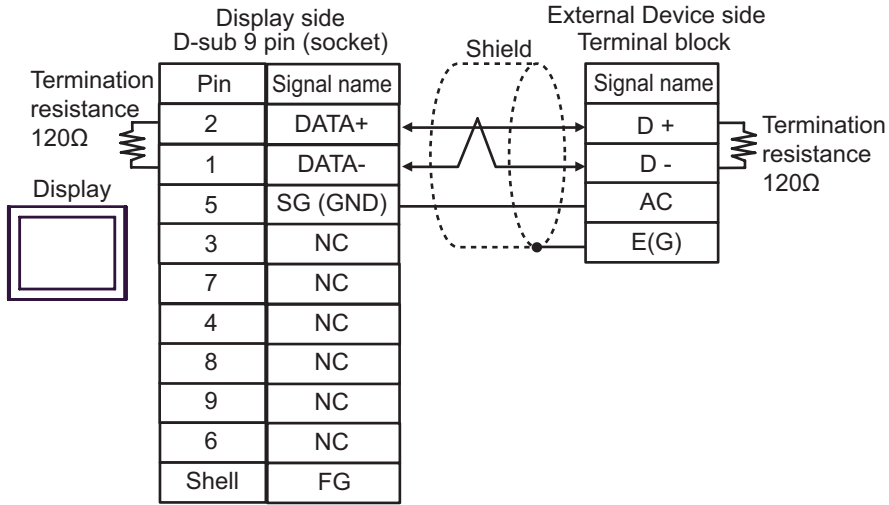 Display side
D-sub 9 pin (socket)
External Device side
Terminal block
Shield
Termination
resistance
120Ω
Display
Pin Signal name
2 DATA+
1 DATA-
5 SG (GND)
3 NC
7 NC
4 NC
8 NC
9 NC
6 NC
Shell FG
Signal name
D +
D -
AC
E(G)
Termination
resistance
120Ω